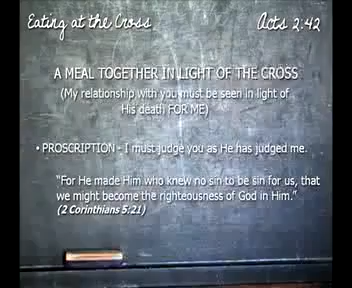 Eating at the Cross
Acts 2:42
A MEAL TOGETHER IN LIGHT OF THE CROSS
(My relationship with you must be seen in light of
His death FOR ME)
• PROSCRIPTION - I must judge you as He has judged me.
"For He made Him who knew no sin to be sin for us, that
we might become the righteousness of God in Him."
(2 Corinthians 5:21)